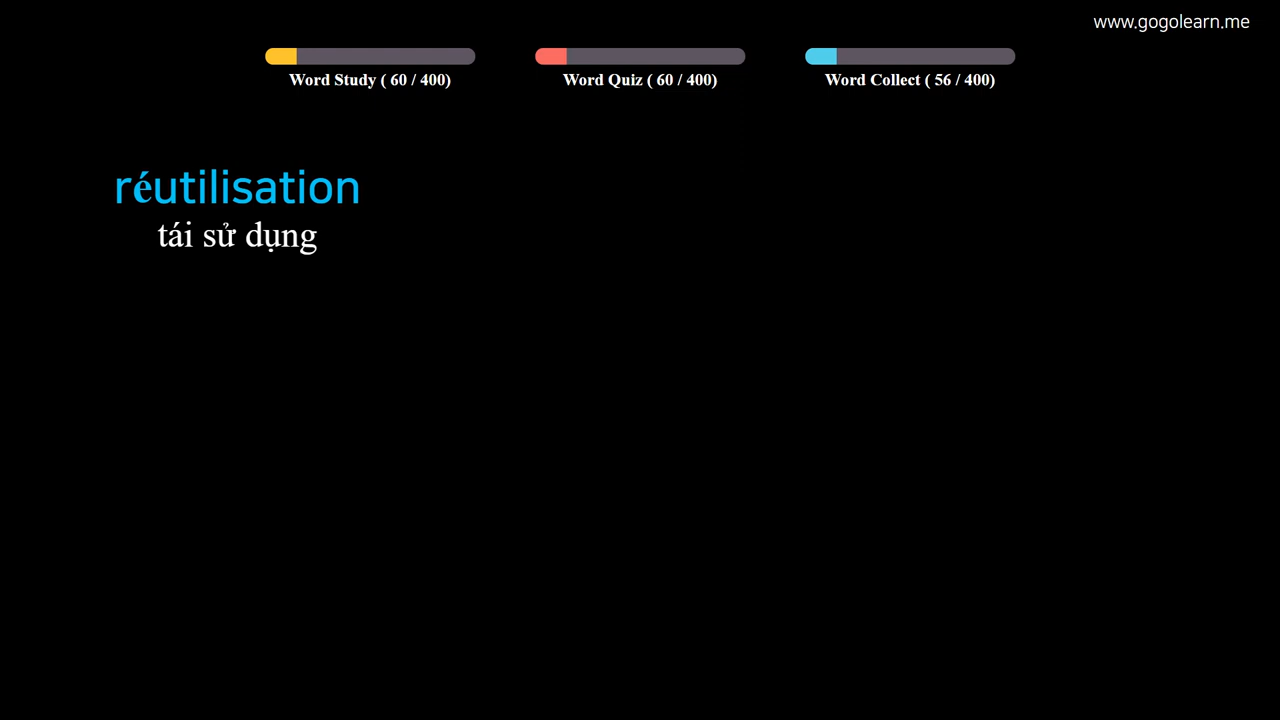 www.gogolearn.me
Word Study ( 60 / 400)
Word Quiz ( 60 / 400)
Word Collect ( 56 / 400)
réutilisation
tái sử dụng